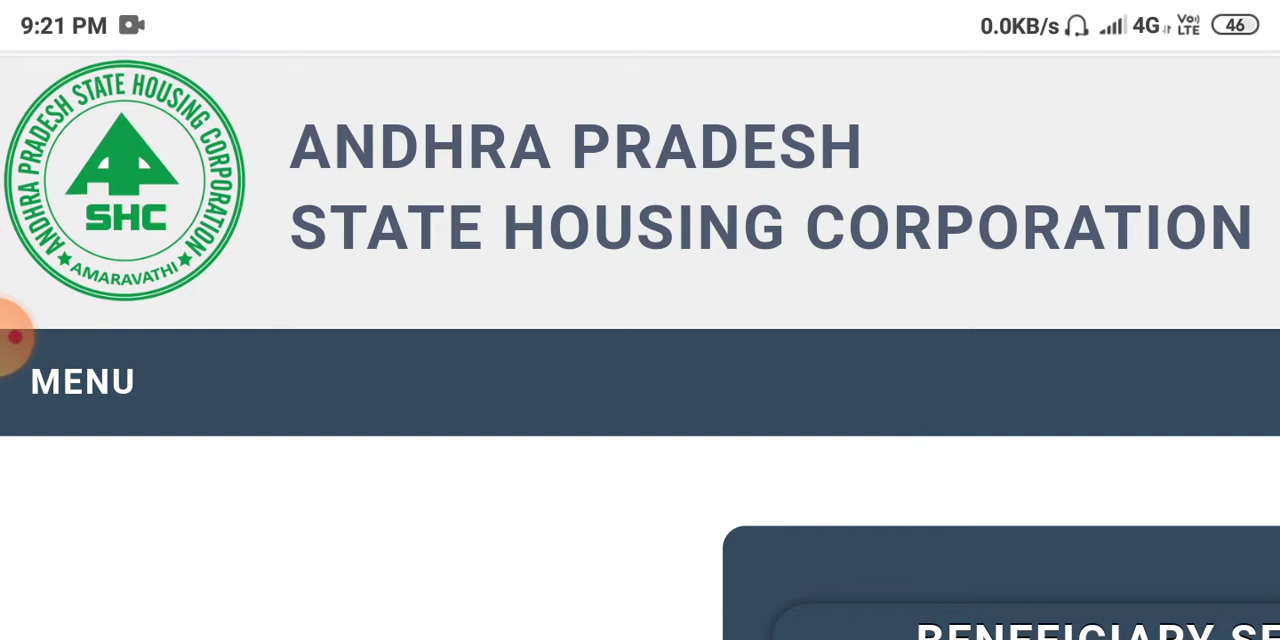 9:21 PM
0.0KB/s 4G Vo)) LTE 46
ANDHRA PRADESH STATE HOUSING CORPORATION
SHC
AMARAVATHI
ANDHRA PRADESH
STATE HOUSING CORPORATION
MENU
BENEFICIARY